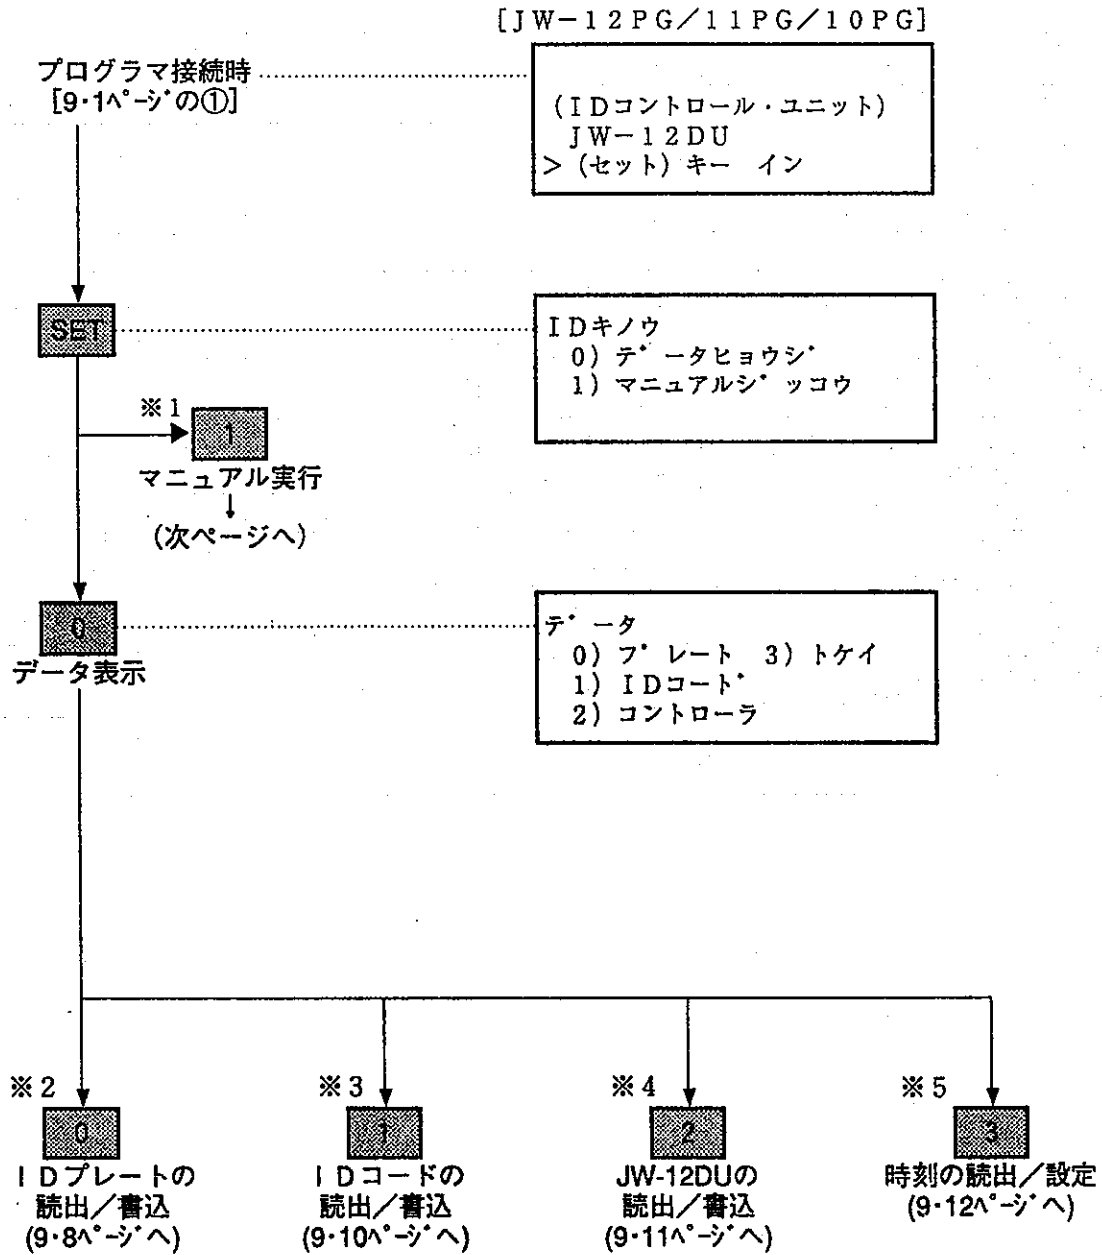 [JW－12PG／11PG／10PG]
プログラマ接続時
[9・1ﾍﾟｰｼﾞの①]
(IDコントロール・ユニット)
JW－12DU
＞(セット) キー イン
SET
IDキノウ
0) デ ータヒョウジ
1) マニュアルジ ッコウ
※1
1
マニュアル実行
(次ページへ)
0
データ表示
デ ータ
0) プ レート 3) トケイ
1) IDコード
2) コントローラ
※2
0
IDプレートの
読出／書込
(9・8ﾍﾟｰｼﾞへ)
※3
1
IDコードの
読出／書込
(9・10ﾍﾟｰｼﾞへ)
※4
2
JW-12DUの
読出／書込
(9・11ﾍﾟｰｼﾞへ)
※5
3
時刻の読出／設定
(9・12ﾍﾟｰｼﾞへ)